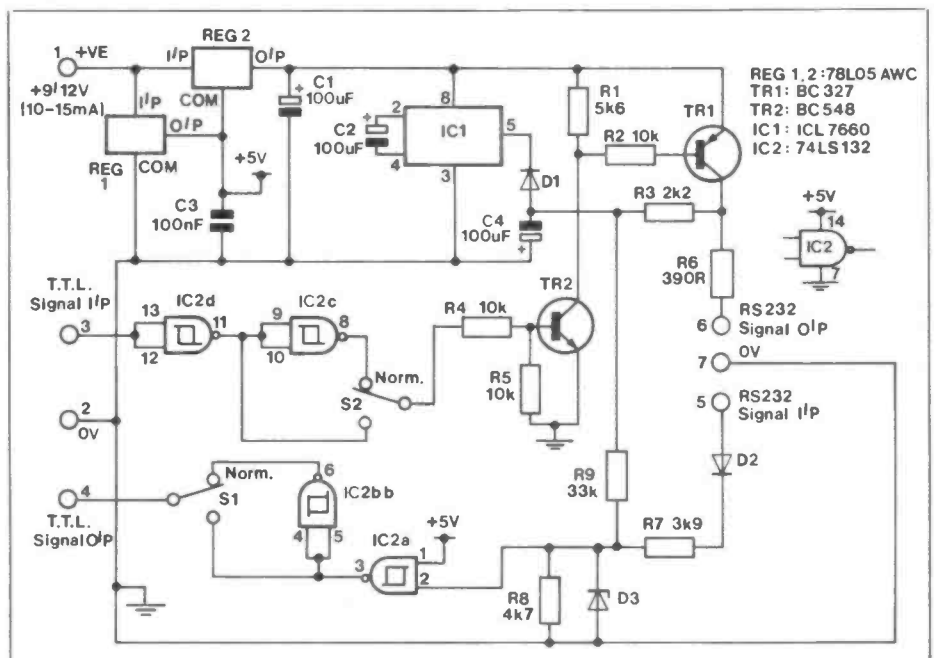 1 +VE
+9/12V
(10-15mA)
REG 2
I/P
O/P
COM
I/P
O/P
COM
REG
1
+5V
C3
100nF
C1
100uF
C2
100uF
2
4
8
IC1
5
3
D1
C4
100uF
+
R1
5k6
R2 10k
TR1
R3 2k2
R6
390R
REG 1, 2 :78L05 AWC
TR1: BC 327
TR2: BC 548
IC1 : ICL 7660
IC2 : 74LS132
+5V
14
IC2
7
T.T.L.
Signal I/P
3
13
12
IC2d
11
9
10
IC2c
8
Norm.
S2
R4 10k
R5
10k
TR2
6
RS232
Signal O/P
7
0V
5
RS232
Signal I/P
D2
2
0V
4
T.T.L.
Signal O/P
Norm.
S1
6
IC2bb
4 5
IC2a
3
1
2
+5V
R9
33k
R7 3k9
R8
4k7
D3